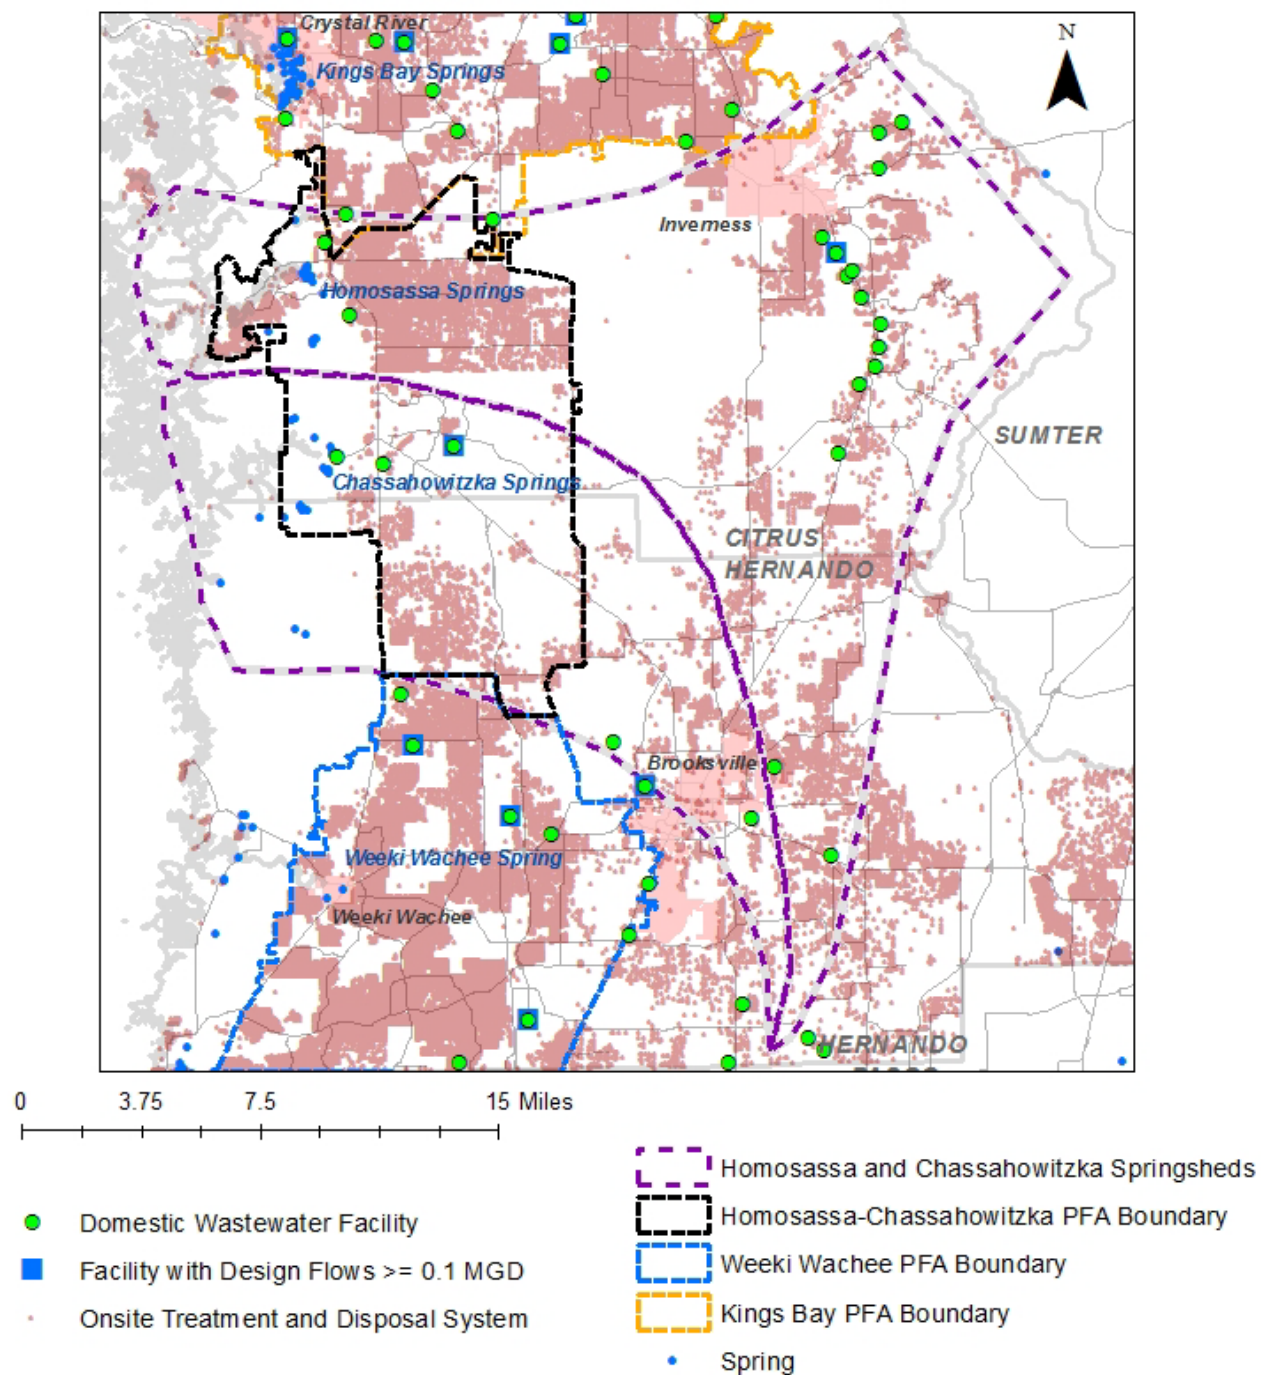 Crystal River
N
Kings Bay Springs
Inverness
Homosassa Springs
SUMTER
Chassahowitzka Springs
CITRUS
HERNANDO
Brooksville
Weeki Wachee Spring
Weeki Wachee
HERNANDO
0 3.75 7.5 15 Miles
Homosassa and Chassahowitzka Springsheds
Homosassa-Chassahowitzka PFA Boundary
Domestic Wastewater Facility
Weeki Wachee PFA Boundary
Facility with Design Flows >= 0.1 MGD
Kings Bay PFA Boundary
Onsite Treatment and Disposal System
Spring